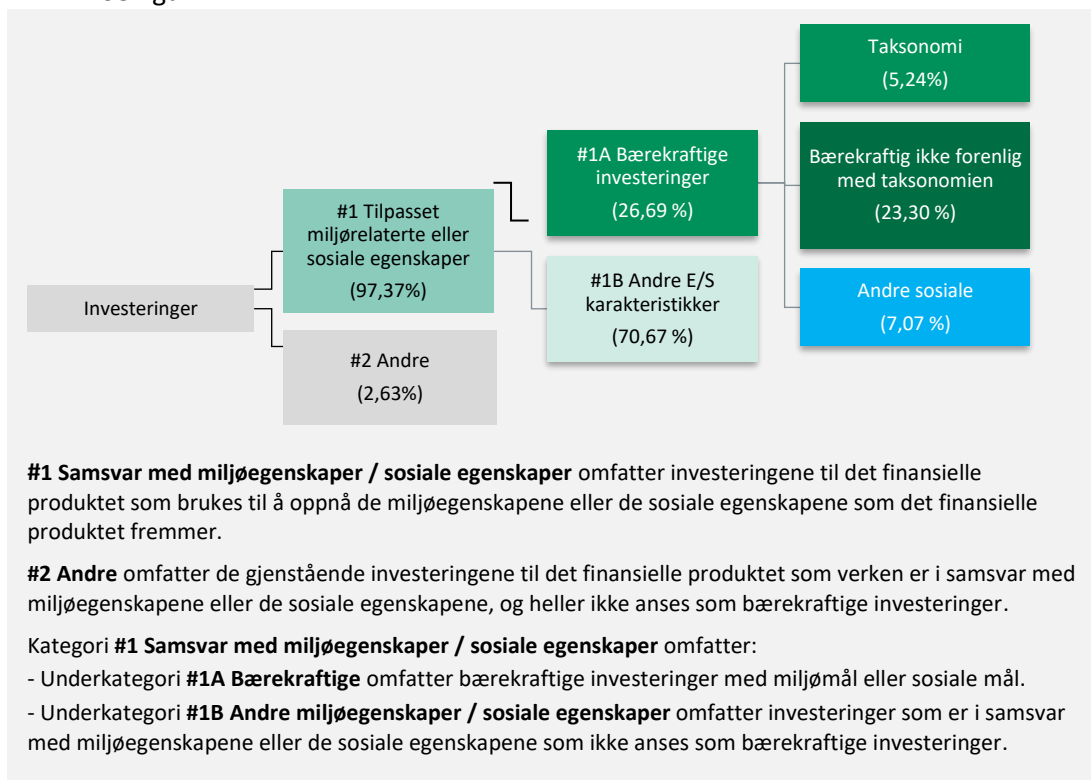 Taksonomi
(5,24%)
#1A Bærekraftige
investeringer
(26,69 %)
Bærekraftig ikke forenlig
med taksonomien
(23,30 %)
#1 Tilpasset
miljørelaterte eller
sosiale egenskaper
(97,37%)
#1B Andre E/S
karakteristikker
(70,67 %)
Andre sosiale
(7,07 %)
Investeringer
#2 Andre
(2,63%)
#1 Samsvar med miljøegenskaper / sosiale egenskaper omfatter investeringene til det finansielle
produktet som brukes til å oppnå de miljøegenskapene eller de sosiale egenskapene som det finansielle
produktet fremmer.
#2 Andre omfatter de gjenstående investeringene til det finansielle produktet som verken er i samsvar med
miljøegenskapene eller de sosiale egenskapene, og heller ikke anses som bærekraftige investeringer.
Kategori #1 Samsvar med miljøegenskaper / sosiale egenskaper omfatter:
- Underkategori #1A Bærekraftige omfatter bærekraftige investeringer med miljømål eller sosiale mål.
- Underkategori #1B Andre miljøegenskaper / sosiale egenskaper omfatter investeringer som er i samsvar
med miljøegenskapene eller de sosiale egenskapene som ikke anses som bærekraftige investeringer.